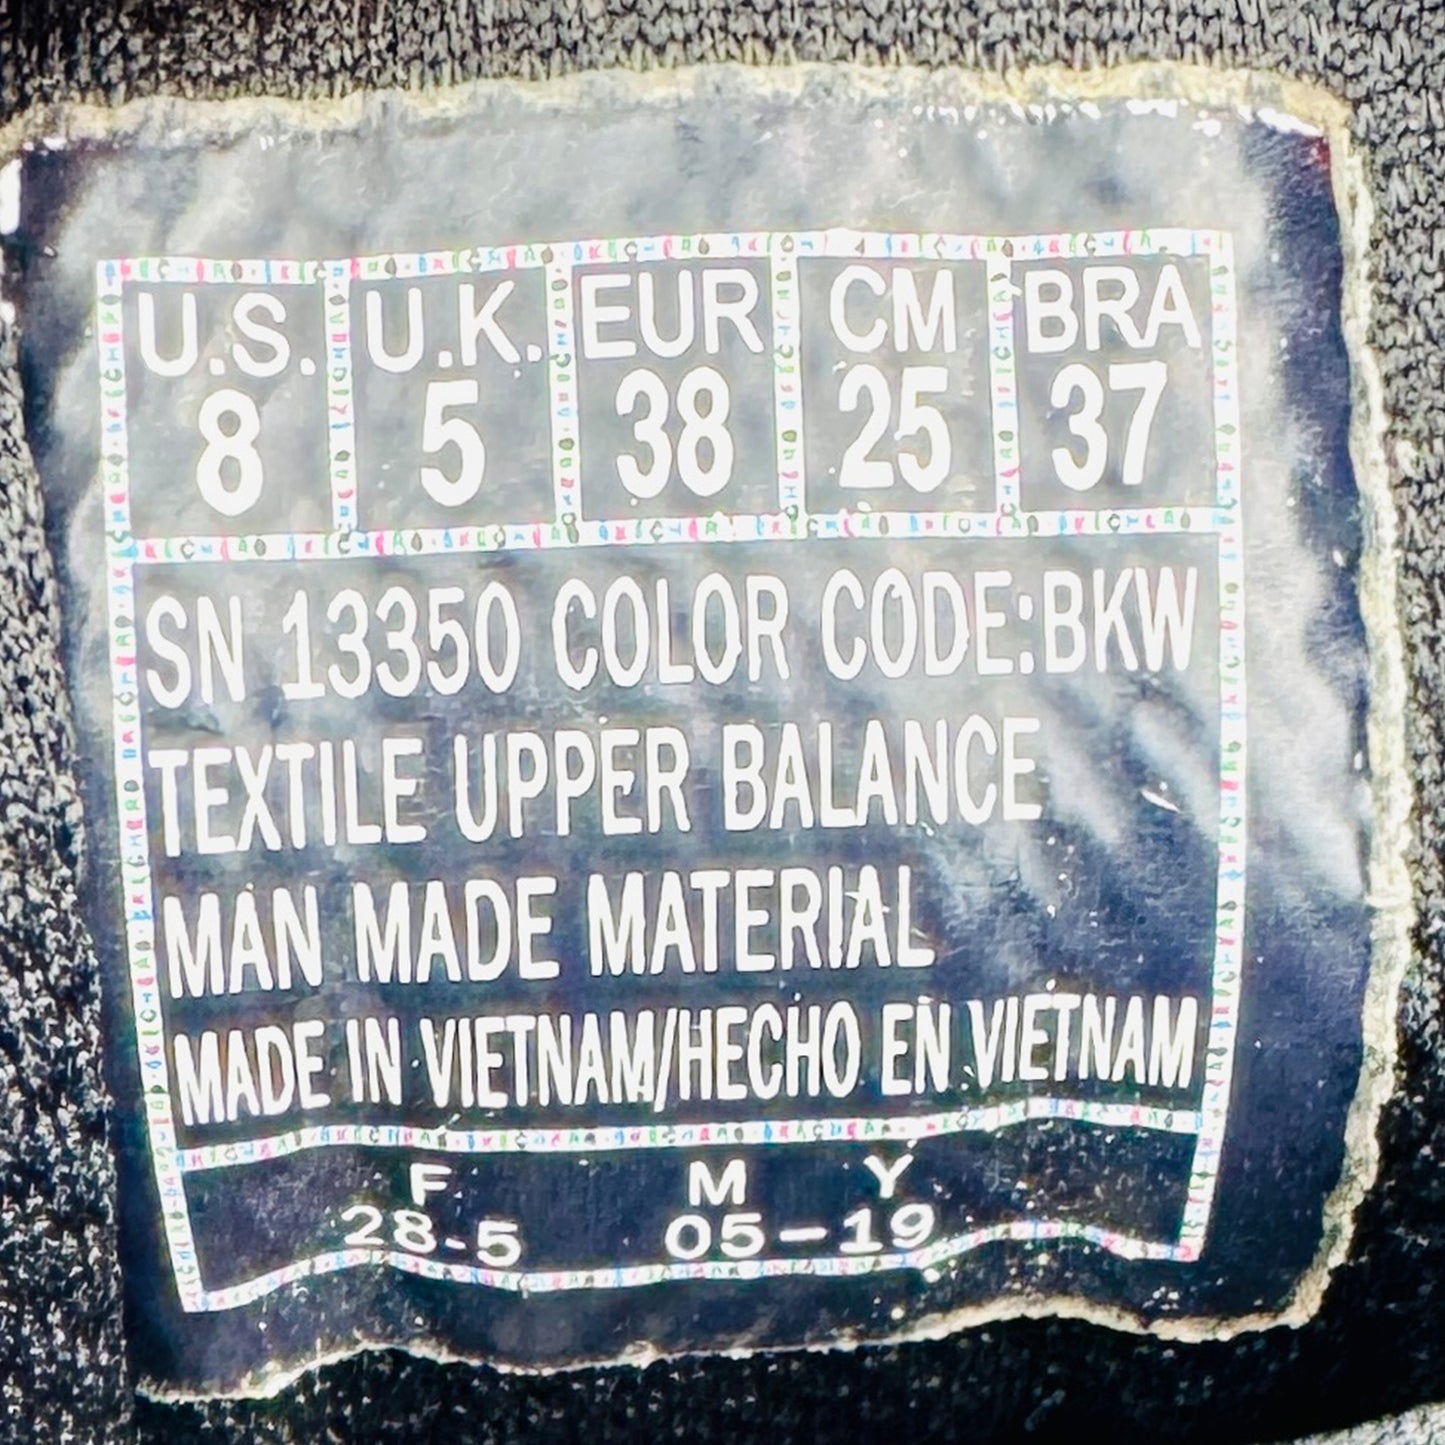 U.S. U.K. EUR CM BRA
8 5 38 25 37
SN 13350 COLOR CODE:BKW
TEXTILE UPPER BALANCE
MAN MADE MATERIAL
MADE IN VIETNAM/HECHO EN VIETNAM
F M Y
28-5 05-19